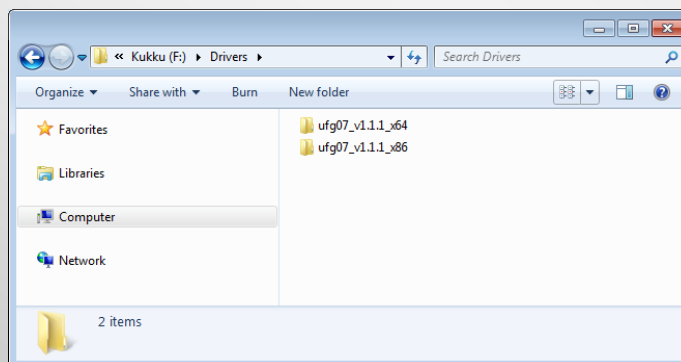 « Kukku (F:) Drivers Search Drivers
Organize Share with Burn New folder
Favorites
Libraries
Computer
Network
ufg07_v1.1.1_x64
ufg07_v1.1.1_x86
2 items